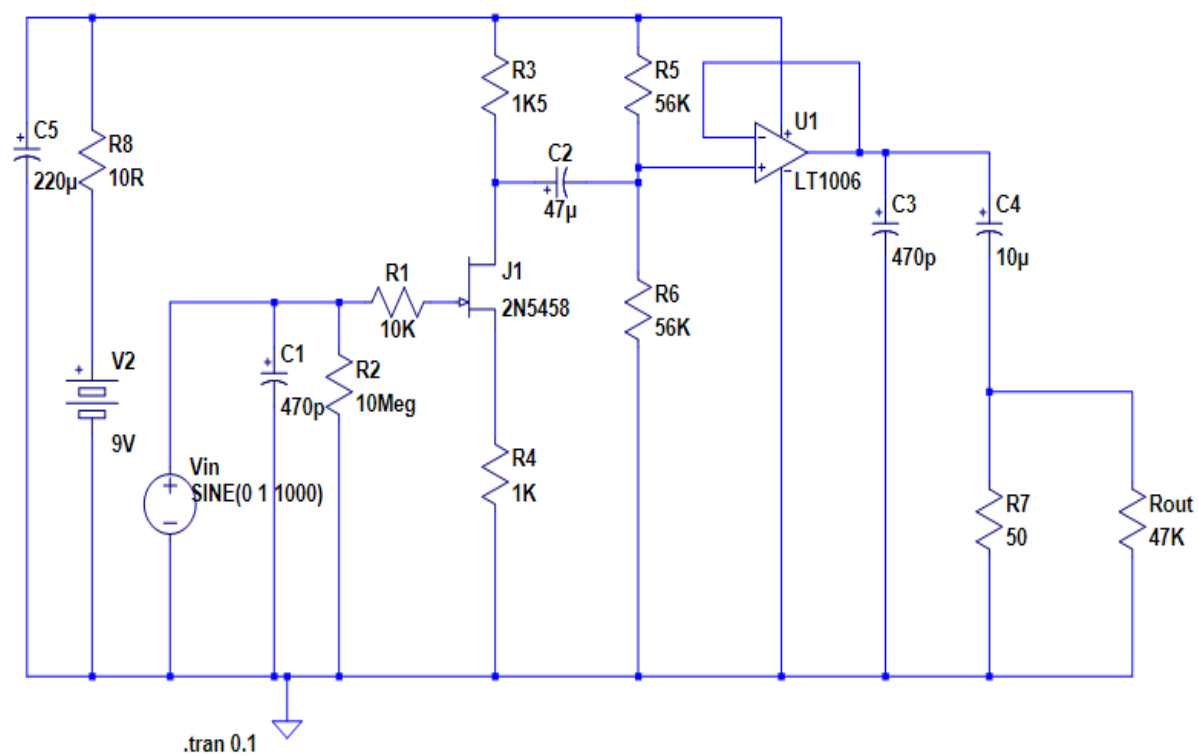 C5
220µ
R8
10R
V2
9V
Vin
SINE(0 1 1000)
C1
470p
R2
10Meg
R1
10K
J1
2N5458
R3
1K5
C2
47µ
R4
1K
R5
56K
R6
56K
U1
LT1006
C3
470p
C4
10µ
R7
50
Rout
47K
.tran 0.1